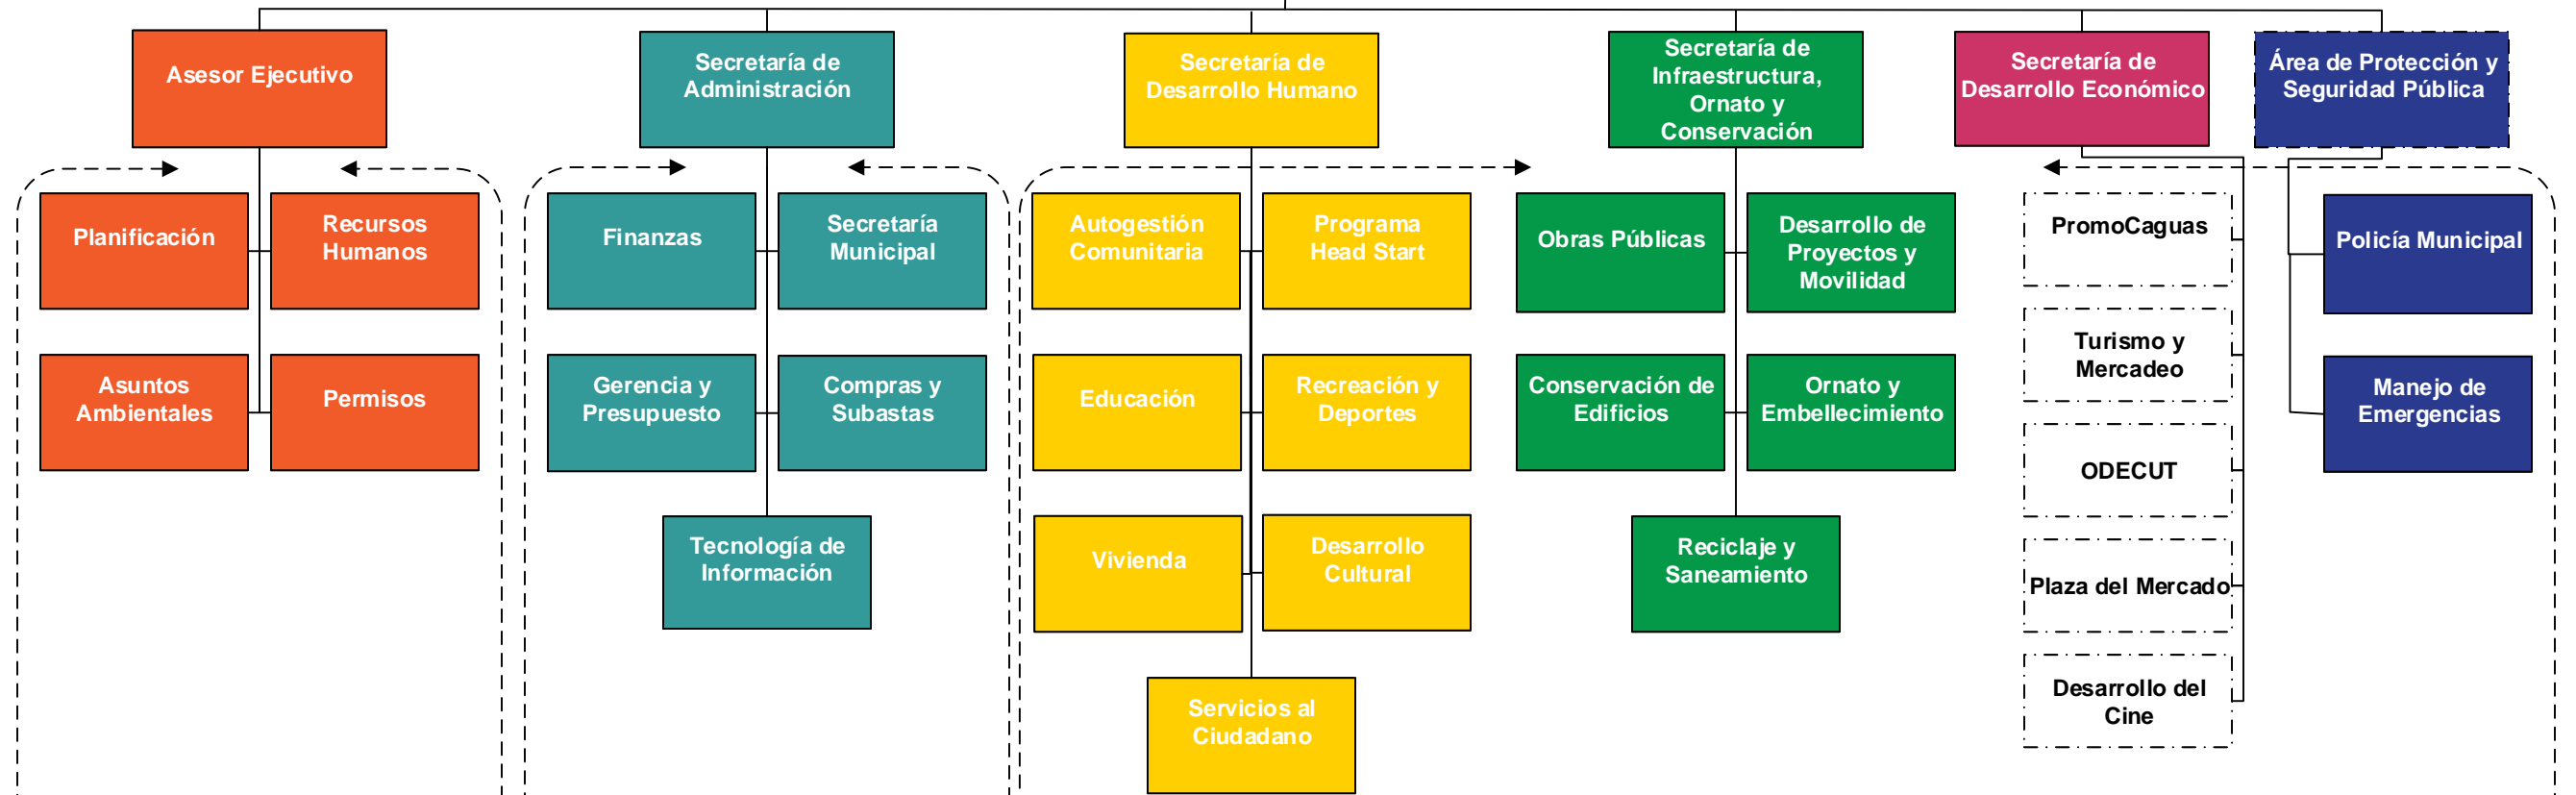 Asesor Ejecutivo
Secretaría de
Administración
Secretaría de
Desarrollo Humano
Secretaría de
Infraestructura,
Ornato y
Conservación
Secretaría de
Desarrollo Económico
Área de Protección y
Seguridad Pública
Planificación
Recursos
Humanos
Asuntos
Ambientales
Permisos
Finanzas
Secretaría
Municipal
Gerencia y
Presupuesto
Compras y
Subastas
Tecnología de
Información
Autogestión
Comunitaria
Programa
Head Start
Educación
Recreación y
Deportes
Vivienda
Desarrollo
Cultural
Servicios al
Ciudadano
Obras Públicas
Desarrollo de
Proyectos y
Movilidad
Conservación de
Edificios
Ornato y
Embellecimiento
Reciclaje y
Saneamiento
PromoCaguas
Turismo y
Mercadeo
ODECUT
Plaza del Mercado
Desarrollo del
Cine
Policía Municipal
Manejo de
Emergencias